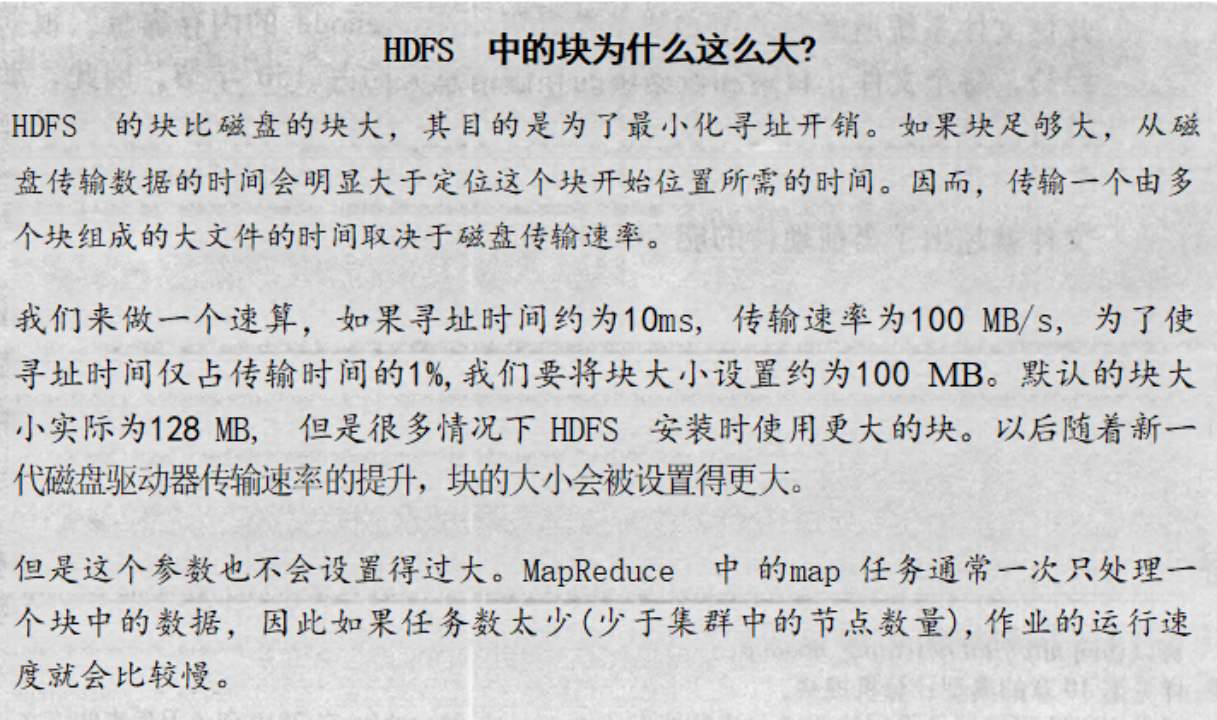 HDFS 中的块为什么这么大?
HDFS 的块比磁盘的块大，其目的是为了最小化寻址开销。如果块足够大，从磁
盘传输数据的时间会明显大于定位这个块开始位置所需的时间。因而，传输一个由多
个块组成的大文件的时间取决于磁盘传输速率。
我们来做一个速算，如果寻址时间约为10ms, 传输速率为100 MB/s, 为了使
寻址时间仅占传输时间的1%,我们要将块大小设置约为100 MB。默认的块大
小实际为128 MB, 但是很多情况下 HDFS 安装时使用更大的块。以后随着新一
代磁盘驱动器传输速率的提升，块的大小会被设置得更大。
但是这个参数也不会设置得过大。MapReduce 中 的map 任务通常一次只处理一
个块中的数据，因此如果任务数太少(少于集群中的节点数量),作业的运行速
度就会比较慢。